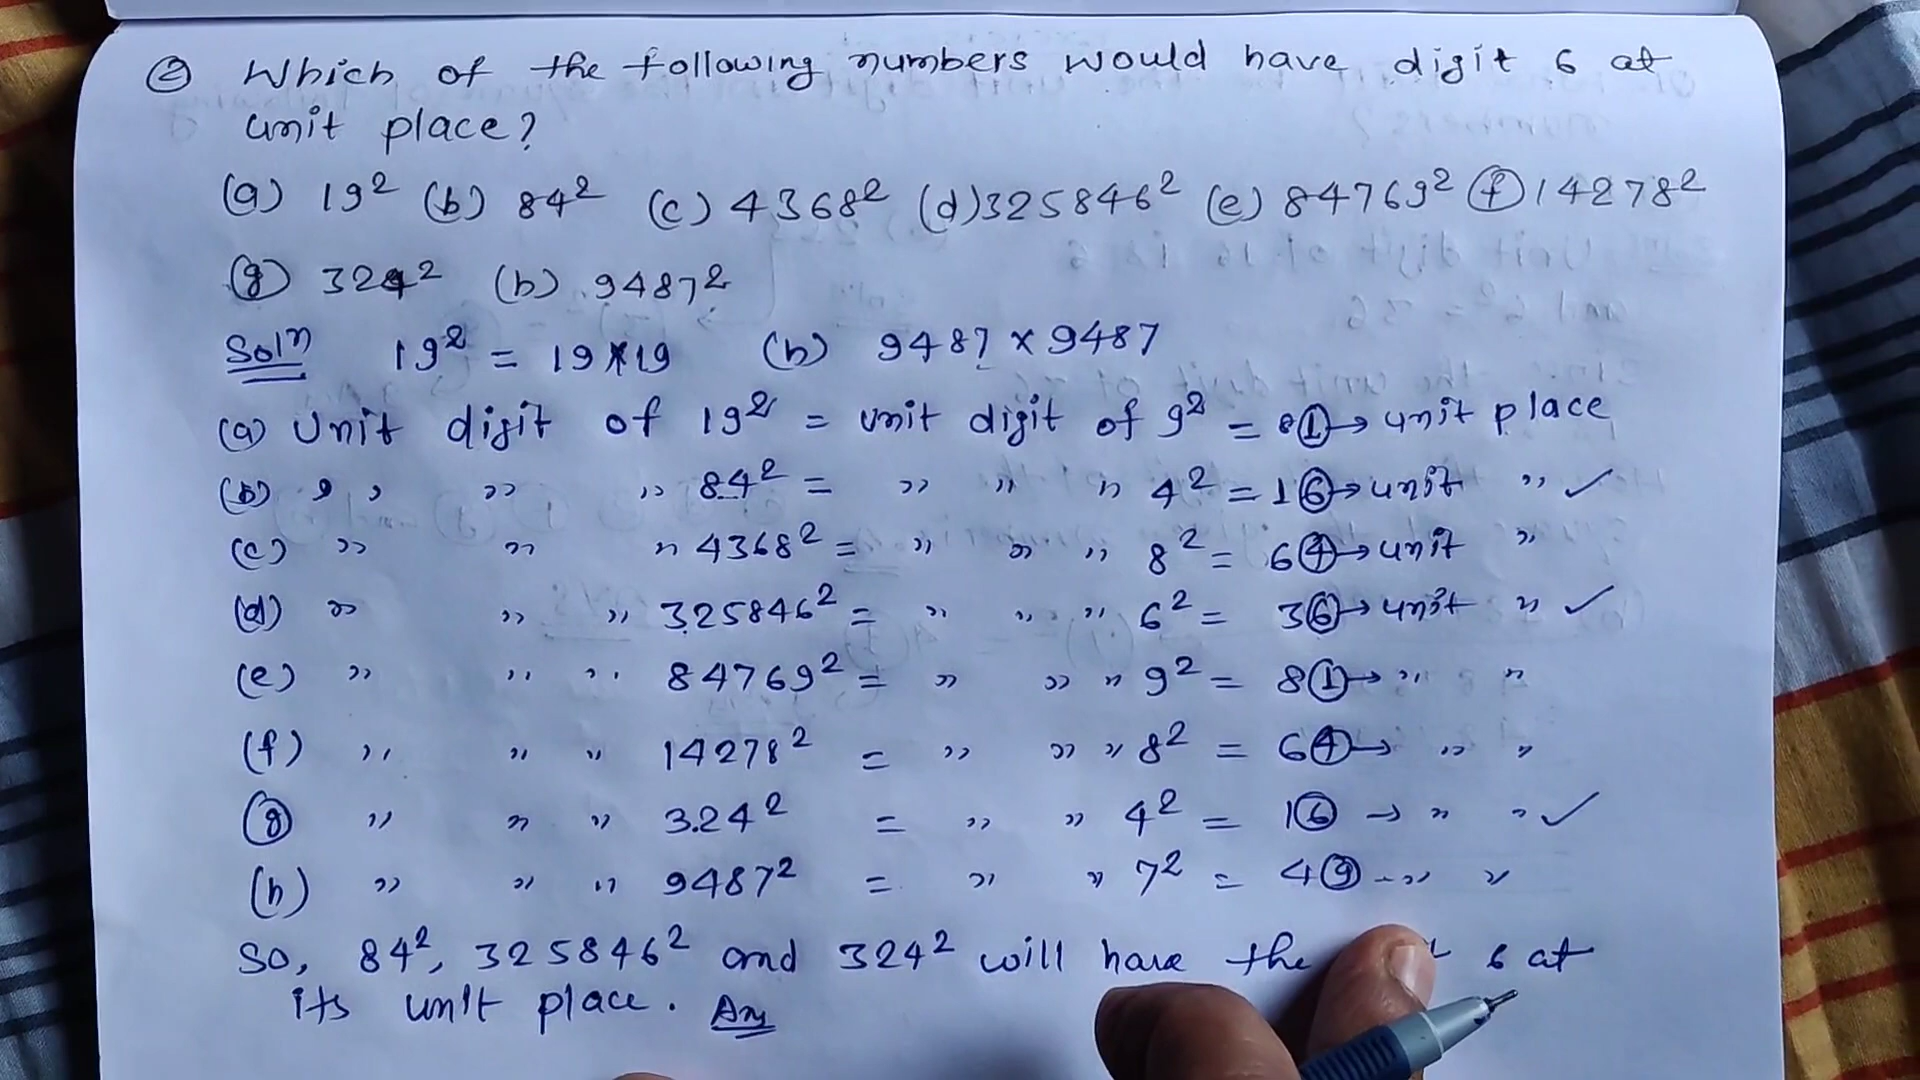 ② Which of the following numbers would have digit 6 at
unit place?
(a) 19² (b) 84² (c) 4368² (d) 325846² (e) 84769² (f) 14278²
(g) 324² (h) 9487²
Solⁿ 19² = 19×19 (h) 9487 × 9487
(a) Unit digit of 19² = unit digit of 9² = 8① → unit place
(b) ,, ,, ,, 84² = ,, ,, ,, 4² = 1⑥ → unit ,, ✓
(c) ,, ,, ,, 4368² = ,, ,, ,, 8² = 6④ → unit ,,
(d) ,, ,, ,, 325846² = ,, ,, ,, 6² = 3⑥ → unit ,, ✓
(e) ,, ,, ,, 84769² = ,, ,, ,, 9² = 8① → ,, ,,
(f) ,, ,, ,, 14278² = ,, ,, ,, 8² = 6④ → ,, ,,
(g) ,, ,, ,, 3.24² = ,, ,, 4² = 1⑥ → ,, ,, ✓
(h) ,, ,, ,, 9487² = ,, ,, 7² = 4⑨ - ,, ,,
So, 84², 325846² and 324² will have the 6 at
its unit place. Ans